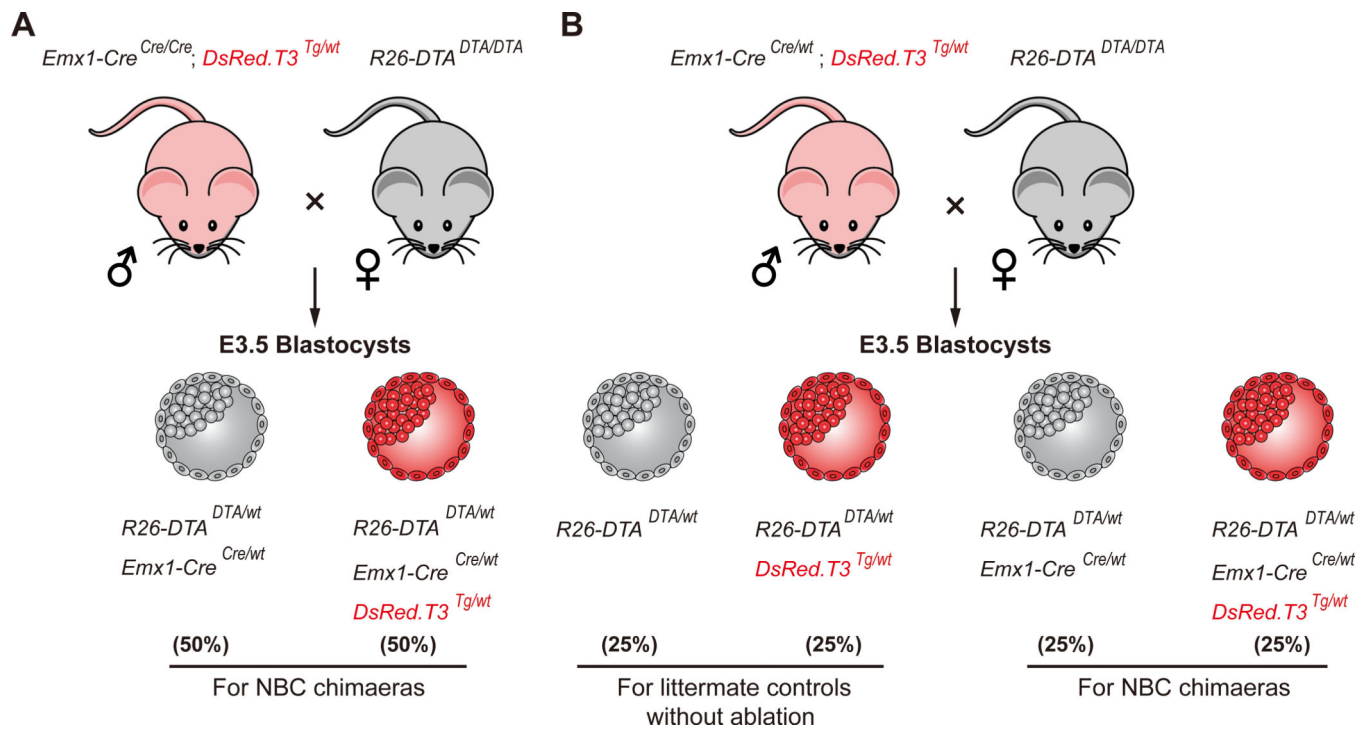 A
Emx1-Cre Cre/Cre; DsRed.T3 Tg/wt R26-DTA DTA/DTA
♂ × ♀
E3.5 Blastocysts
R26-DTA DTA/wt
Emx1-Cre Cre/wt
(50%)
R26-DTA DTA/wt
Emx1-Cre Cre/wt
DsRed.T3 Tg/wt
(50%)
For NBC chimaeras
B
Emx1-Cre Cre/wt ; DsRed.T3 Tg/wt R26-DTA DTA/DTA
♂ × ♀
E3.5 Blastocysts
R26-DTA DTA/wt
(25%)
R26-DTA DTA/wt
DsRed.T3 Tg/wt
(25%)
For littermate controls
without ablation
R26-DTA DTA/wt
Emx1-Cre Cre/wt
(25%)
R26-DTA DTA/wt
Emx1-Cre Cre/wt
DsRed.T3 Tg/wt
(25%)
For NBC chimaeras